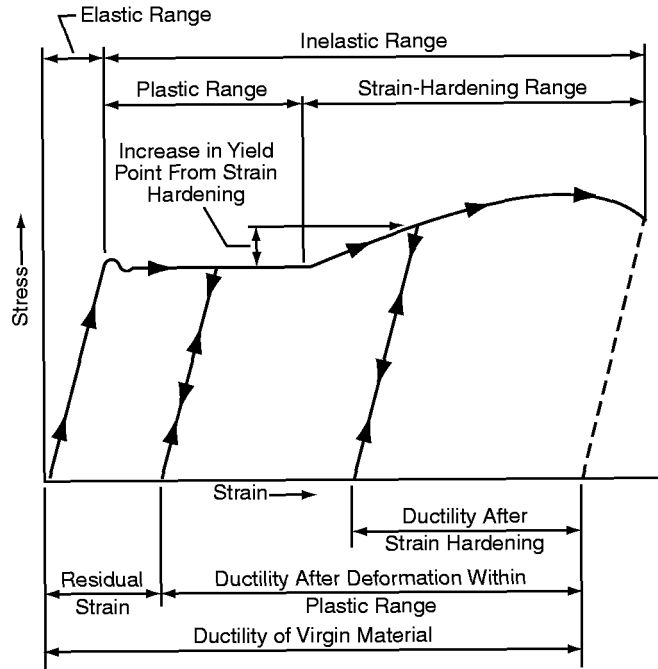 Elastic Range
Inelastic Range
Plastic Range
Strain-Hardening Range
Increase in Yield
Point From Strain
Hardening
Stress
Strain
Ductility After
Strain Hardening
Residual
Strain
Ductility After Deformation Within
Plastic Range
Ductility of Virgin Material